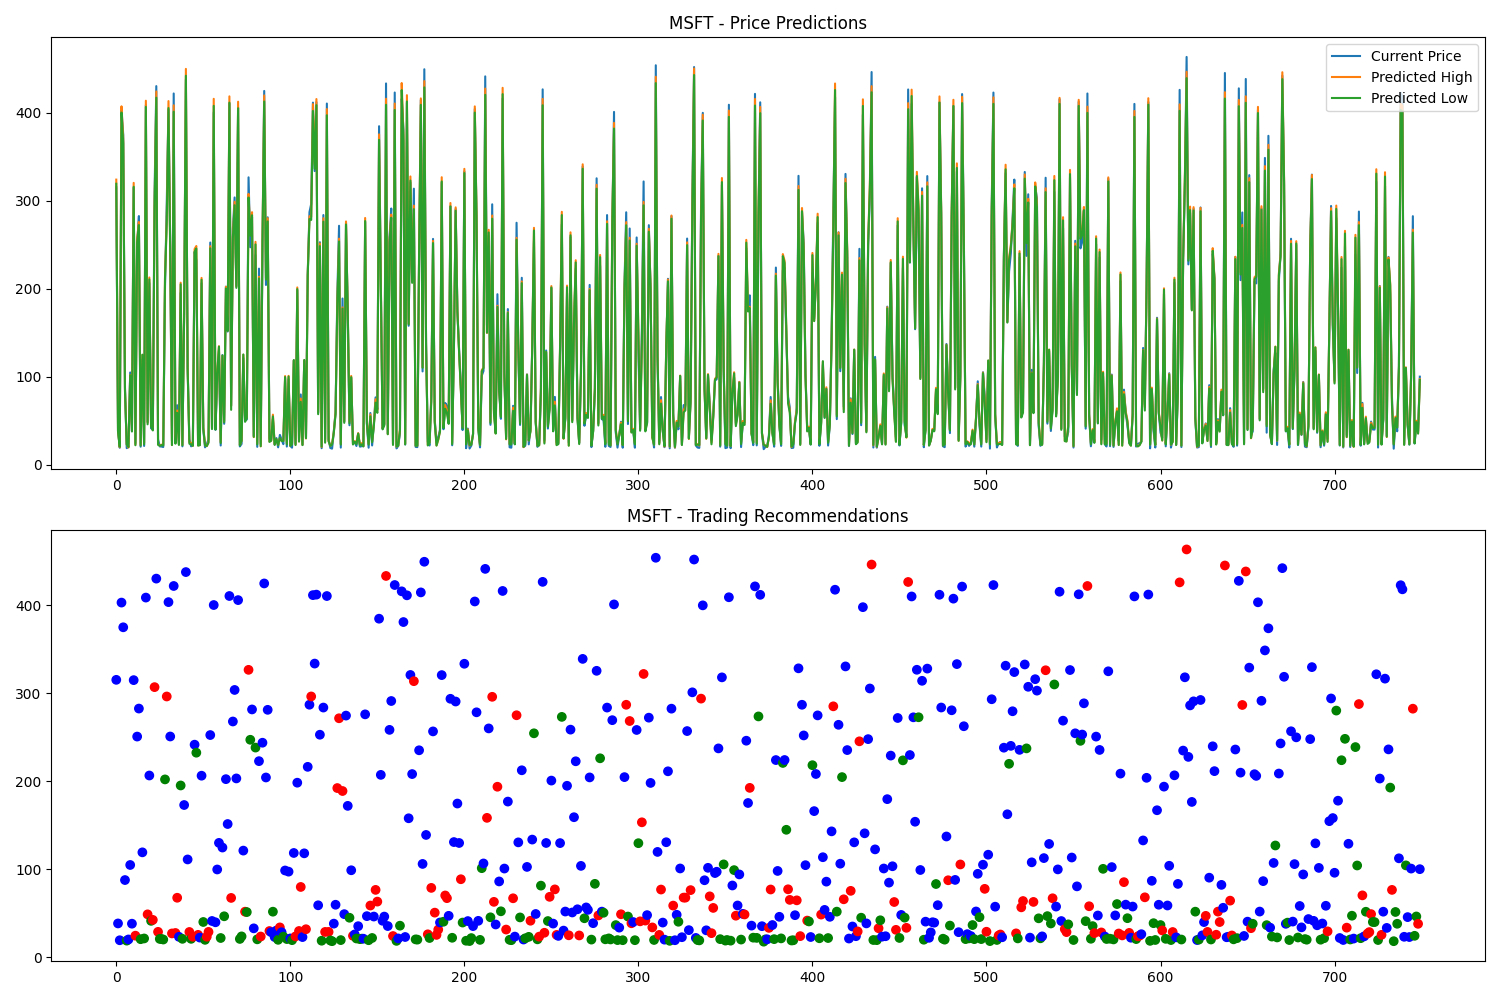 MSFT - Price Predictions
Current Price
Predicted High
Predicted Low
400
300
200
100
0
0 100 200 300 400 500 600 700
MSFT - Trading Recommendations
400
300
200
100
0
0 100 200 300 400 500 600 700